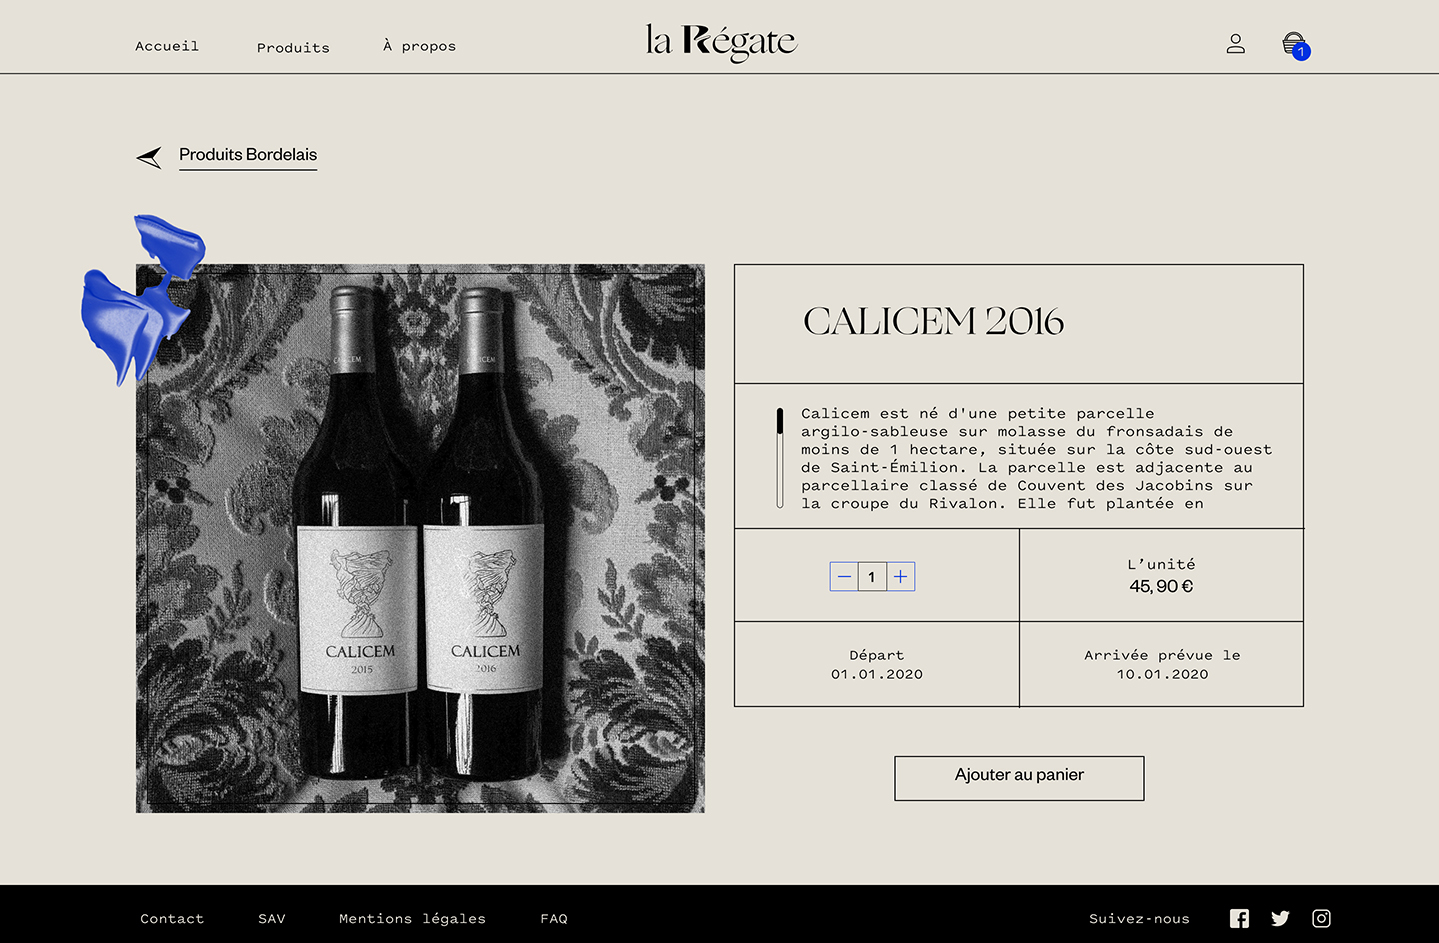 Accueil
Produits
À propos
la Régate
1
Produits Bordelais
CALICEM
CALICEM
CALICEM
2015
CALICEM
2016
CALICEM 2016
Calicem est né d'une petite parcelle
argilo-sableuse sur molasse du fronsadais de
moins de 1 hectare, située sur la côte sud-ouest
de Saint-Émilion. La parcelle est adjacente au
parcellaire classé de Couvent des Jacobins sur
la croupe du Rivalon. Elle fut plantée en
1
L’unité
45,90 €
Départ
01.01.2020
Arrivée prévue le
10.01.2020
Ajouter au panier
Contact
SAV
Mentions légales
FAQ
Suivez-nous